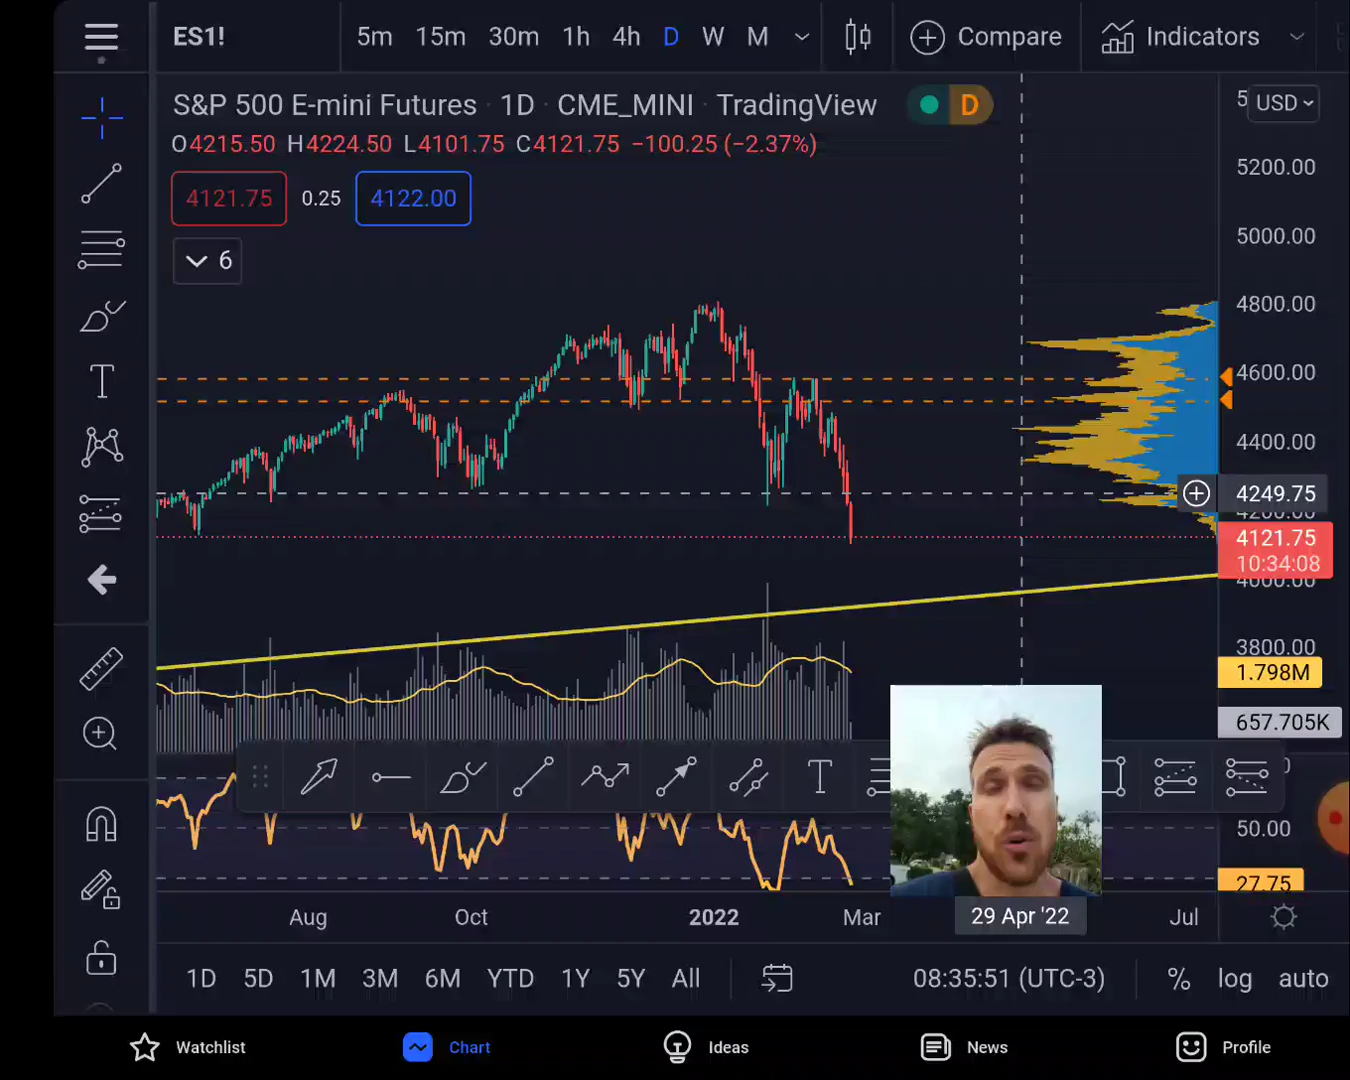 ES1! 5m 15m 30m 1h 4h D W M Compare Indicators
S&P 500 E-mini Futures · 1D · CME_MINI · TradingView D
O4215.50 H4224.50 L4101.75 C4121.75 −100.25 (−2.37%)
4121.75 0.25 4122.00
6
USD
5200.00
5000.00
4800.00
4600.00
4400.00
4249.75
4200.00
4121.75
10:34:08
4000.00
3800.00
1.798M
657.705K
T
T
50.00
27.75
Aug Oct 2022 Mar 29 Apr '22 Jul
1D 5D 1M 3M 6M YTD 1Y 5Y All 08:35:51 (UTC-3) % log auto
Watchlist Chart Ideas News Profile